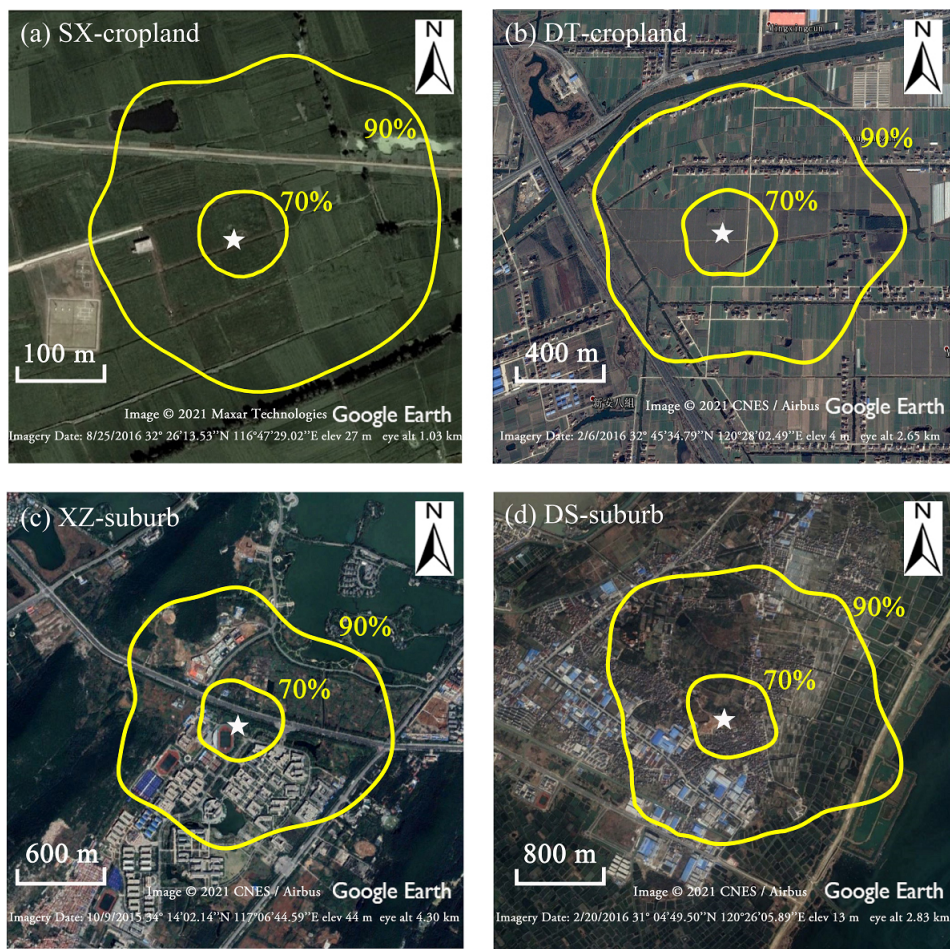 (a) SX-cropland
N
90%
70%
100 m
Image © 2021 Maxar Technologies Google Earth
Imagery Date: 8/25/2016 32° 26'13.53''N 116°47'29.02''E elev 27 m eye alt 1.03 km
(b) DT-cropland
N
90%
70%
400 m
Image © 2021 CNES / Airbus Google Earth
Imagery Date: 2/6/2016 32° 45'34.79''N 120°28'02.49''E elev 4 m eye alt 2.65 km
(c) XZ-suburb
N
90%
70%
600 m
Image © 2021 CNES / Airbus Google Earth
Imagery Date: 10/9/2015 34° 14'02.14''N 117°06'44.59''E elev 44 m eye alt 4.30 km
(d) DS-suburb
N
90%
70%
800 m
Image © 2021 CNES / Airbus Google Earth
Imagery Date: 2/20/2016 31° 04'49.50''N 120°26'05.89''E elev 13 m eye alt 2.83 km